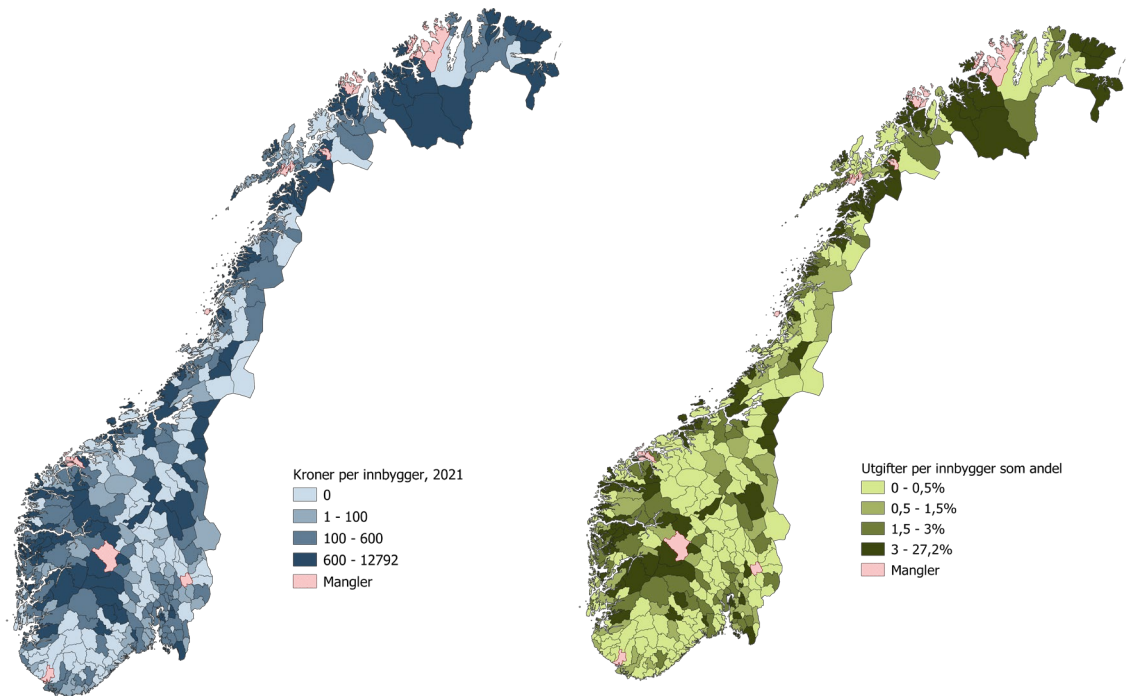 Kroner per innbygger, 2021
0
1 - 100
100 - 600
600 - 12792
Mangler
Utgifter per innbygger som andel
0 - 0,5%
0,5 - 1,5%
1,5 - 3%
3 - 27,2%
Mangler